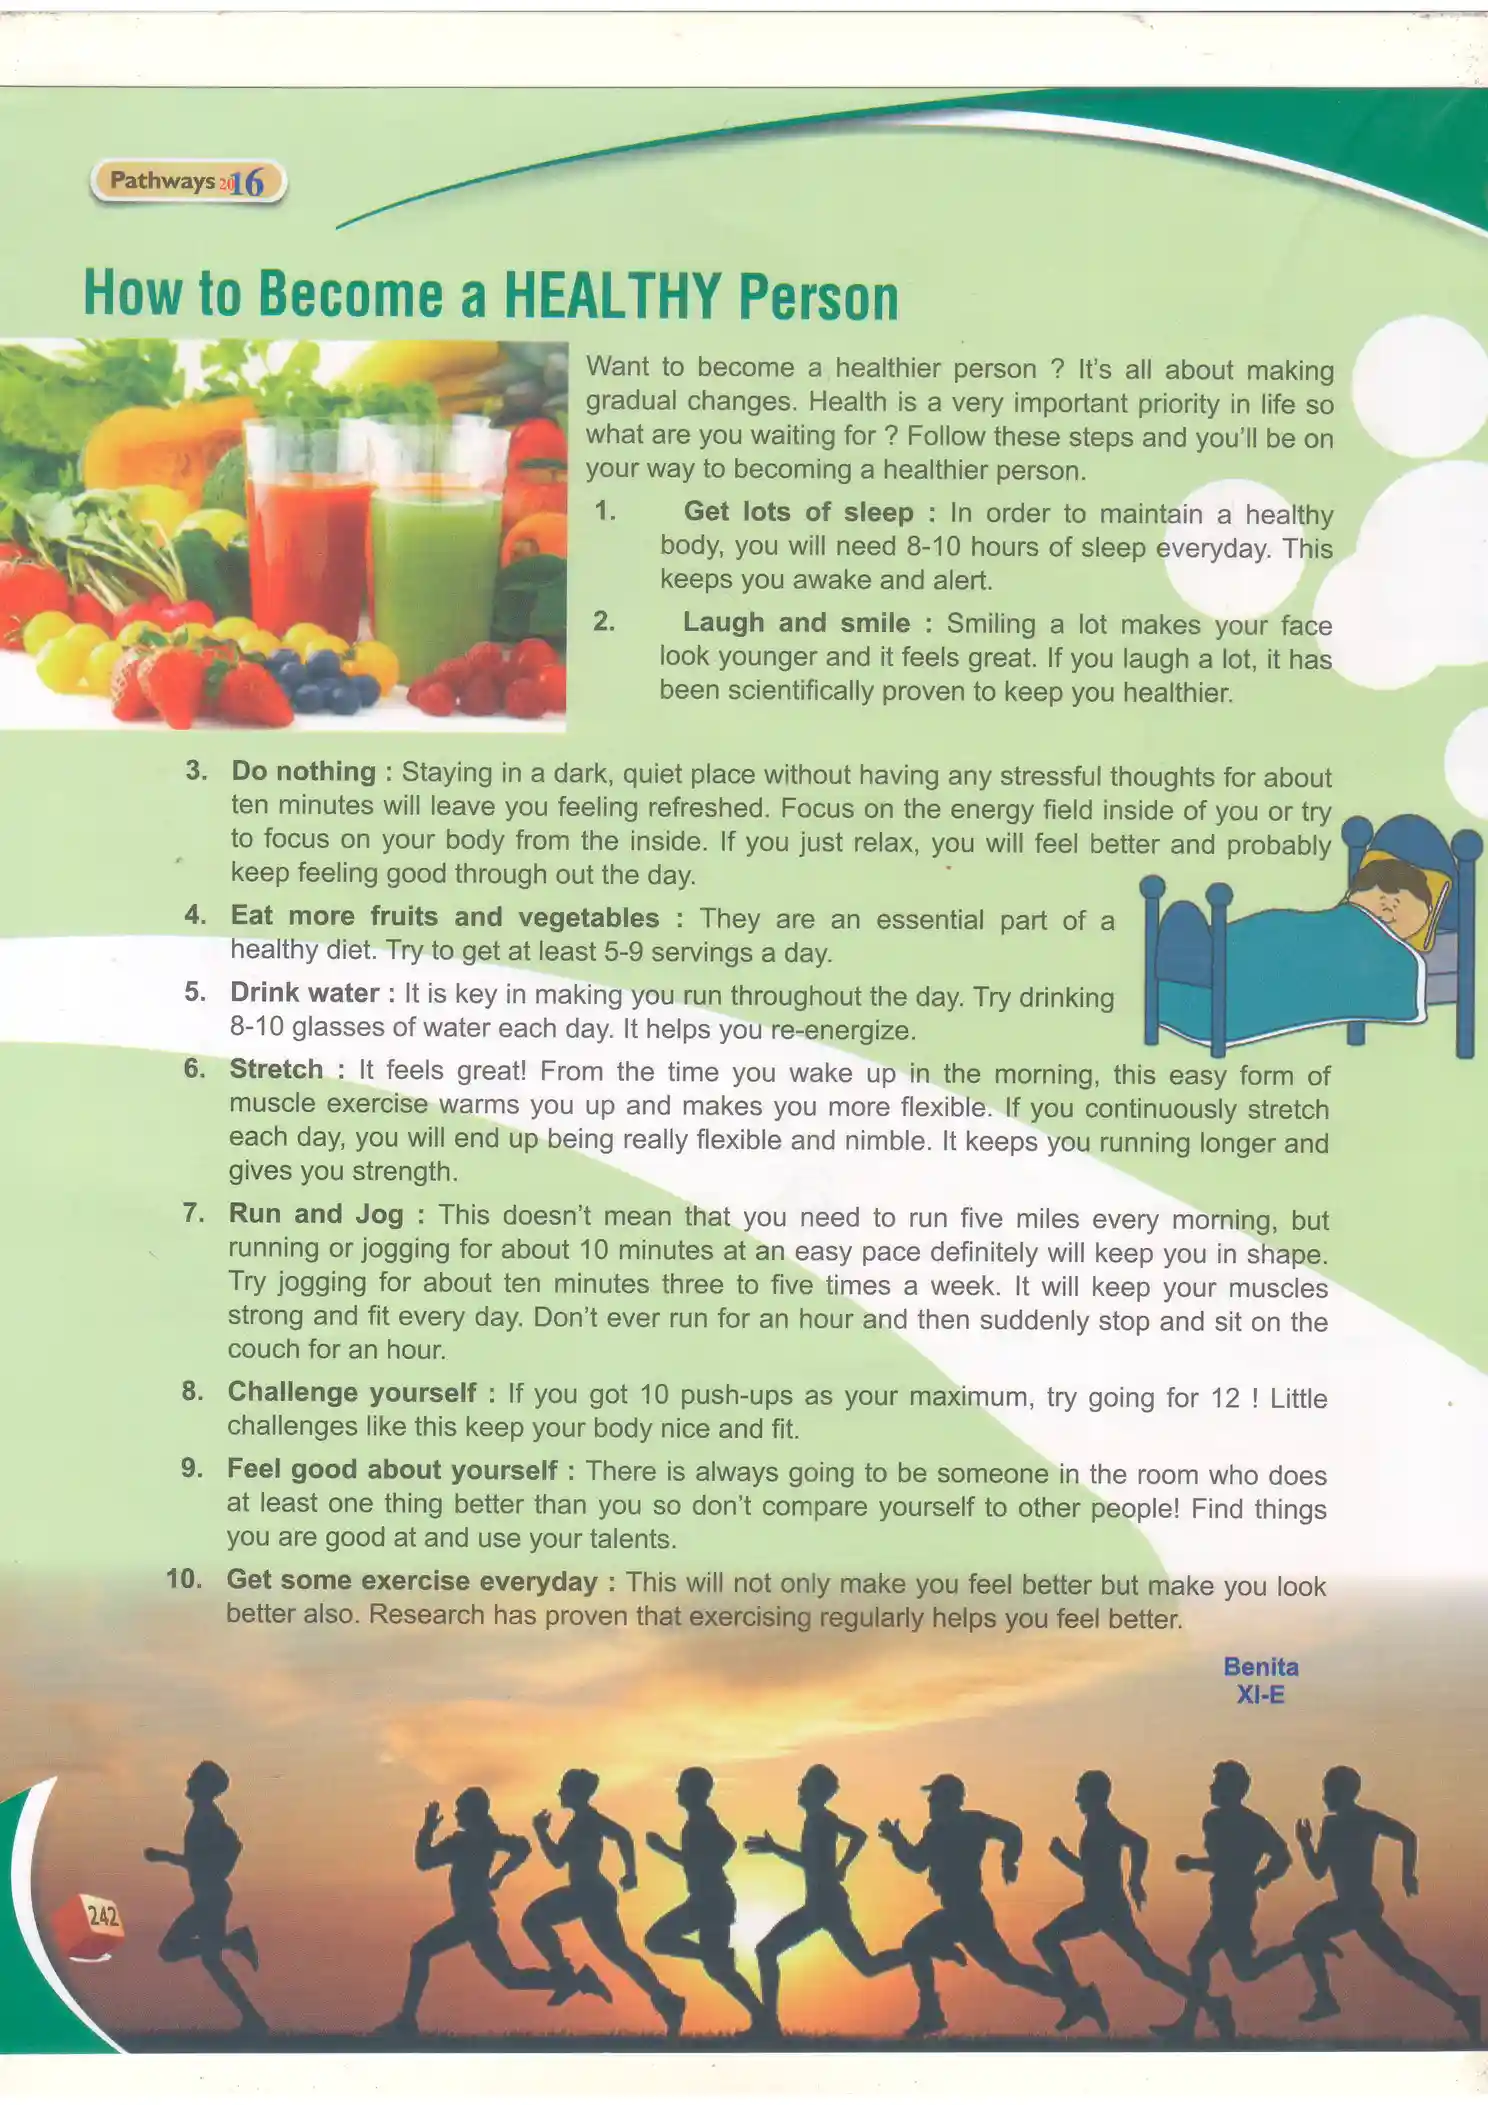 Pathways 2016
How to Become a HEALTHY Person
Want to become a healthier person ? It's all about making
gradual changes. Health is a very important priority in life so
what are you waiting for ? Follow these steps and you'll be on
your way to becoming a healthier person.
1. Get lots of sleep : In order to maintain a healthy
body, you will need 8-10 hours of sleep everyday. This
keeps you awake and alert.
2. Laugh and smile : Smiling a lot makes your face
look younger and it feels great. If you laugh a lot, it has
been scientifically proven to keep you healthier.
3. Do nothing : Staying in a dark, quiet place without having any stressful thoughts for about
ten minutes will leave you feeling refreshed. Focus on the energy field inside of you or try
to focus on your body from the inside. If you just relax, you will feel better and probably
keep feeling good through out the day.
4. Eat more fruits and vegetables : They are an essential part of a
healthy diet. Try to get at least 5-9 servings a day.
5. Drink water : It is key in making you run throughout the day. Try drinking
8-10 glasses of water each day. It helps you re-energize.
6. Stretch : It feels great! From the time you wake up in the morning, this easy form of
muscle exercise warms you up and makes you more flexible. If you continuously stretch
each day, you will end up being really flexible and nimble. It keeps you running longer and
gives you strength.
7. Run and Jog : This doesn't mean that you need to run five miles every morning, but
running or jogging for about 10 minutes at an easy pace definitely will keep you in shape.
Try jogging for about ten minutes three to five times a week. It will keep your muscles
strong and fit every day. Don't ever run for an hour and then suddenly stop and sit on the
couch for an hour.
8. Challenge yourself : If you got 10 push-ups as your maximum, try going for 12 ! Little
challenges like this keep your body nice and fit.
9. Feel good about yourself : There is always going to be someone in the room who does
at least one thing better than you so don't compare yourself to other people! Find things
you are good at and use your talents.
10. Get some exercise everyday : This will not only make you feel better but make you look
better also. Research has proven that exercising regularly helps you feel better.
Benita
XI-E
242